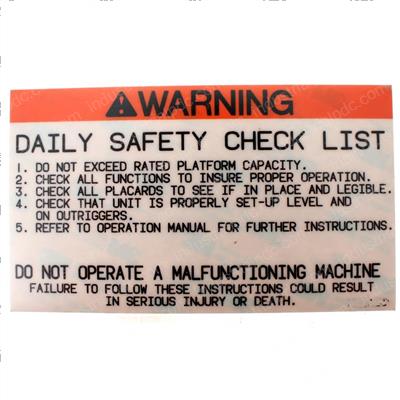 WARNING
DAILY SAFETY CHECK LIST
1. DO NOT EXCEED RATED PLATFORM CAPACITY.
2. CHECK ALL FUNCTIONS TO INSURE PROPER OPERATION.
3. CHECK ALL PLACARDS TO SEE IF IN PLACE AND LEGIBLE.
4. CHECK THAT UNIT IS PROPERLY SET-UP LEVEL AND
ON OUTRIGGERS.
5. REFER TO OPERATION MANUAL FOR FURTHER INSTRUCTIONS.
DO NOT OPERATE A MALFUNCTIONING MACHINE
FAILURE TO FOLLOW THESE INSTRUCTIONS COULD RESULT
IN SERIOUS INJURY OR DEATH.